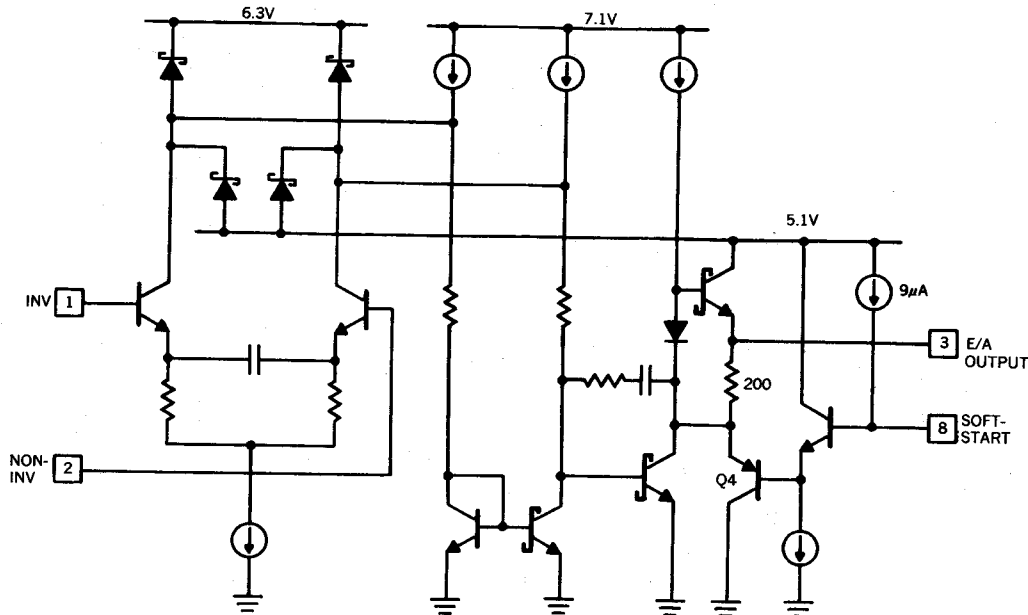 6.3V
7.1V
5.1V
INV 1
9μA
3 E/A
OUTPUT
200
8 SOFT-
START
NON-
INV 2
Q4